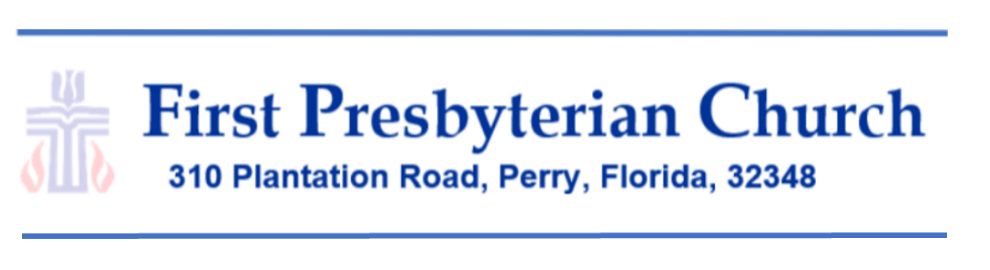 First Presbyterian Church
310 Plantation Road, Perry, Florida, 32348